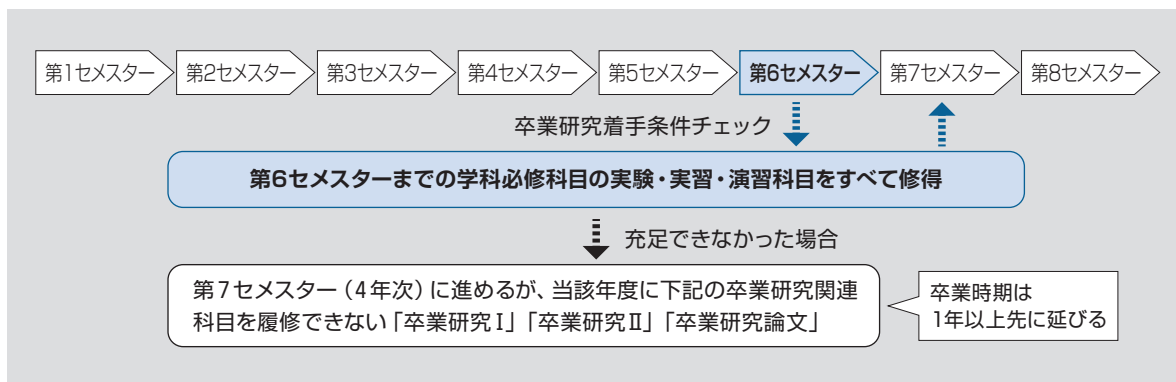 第1セメスター
第2セメスター
第3セメスター
第4セメスター
第5セメスター
第6セメスター
第7セメスター
第8セメスター
卒業研究着手条件チェック
第6セメスターまでの学科必修科目の実験・実習・演習科目をすべて修得
充足できなかった場合
第7セメスター(4年次)に進めるが、当該年度に下記の卒業研究関連
科目を履修できない「卒業研究Ⅰ」「卒業研究Ⅱ」「卒業研究論文」
卒業時期は
1年以上先に延びる